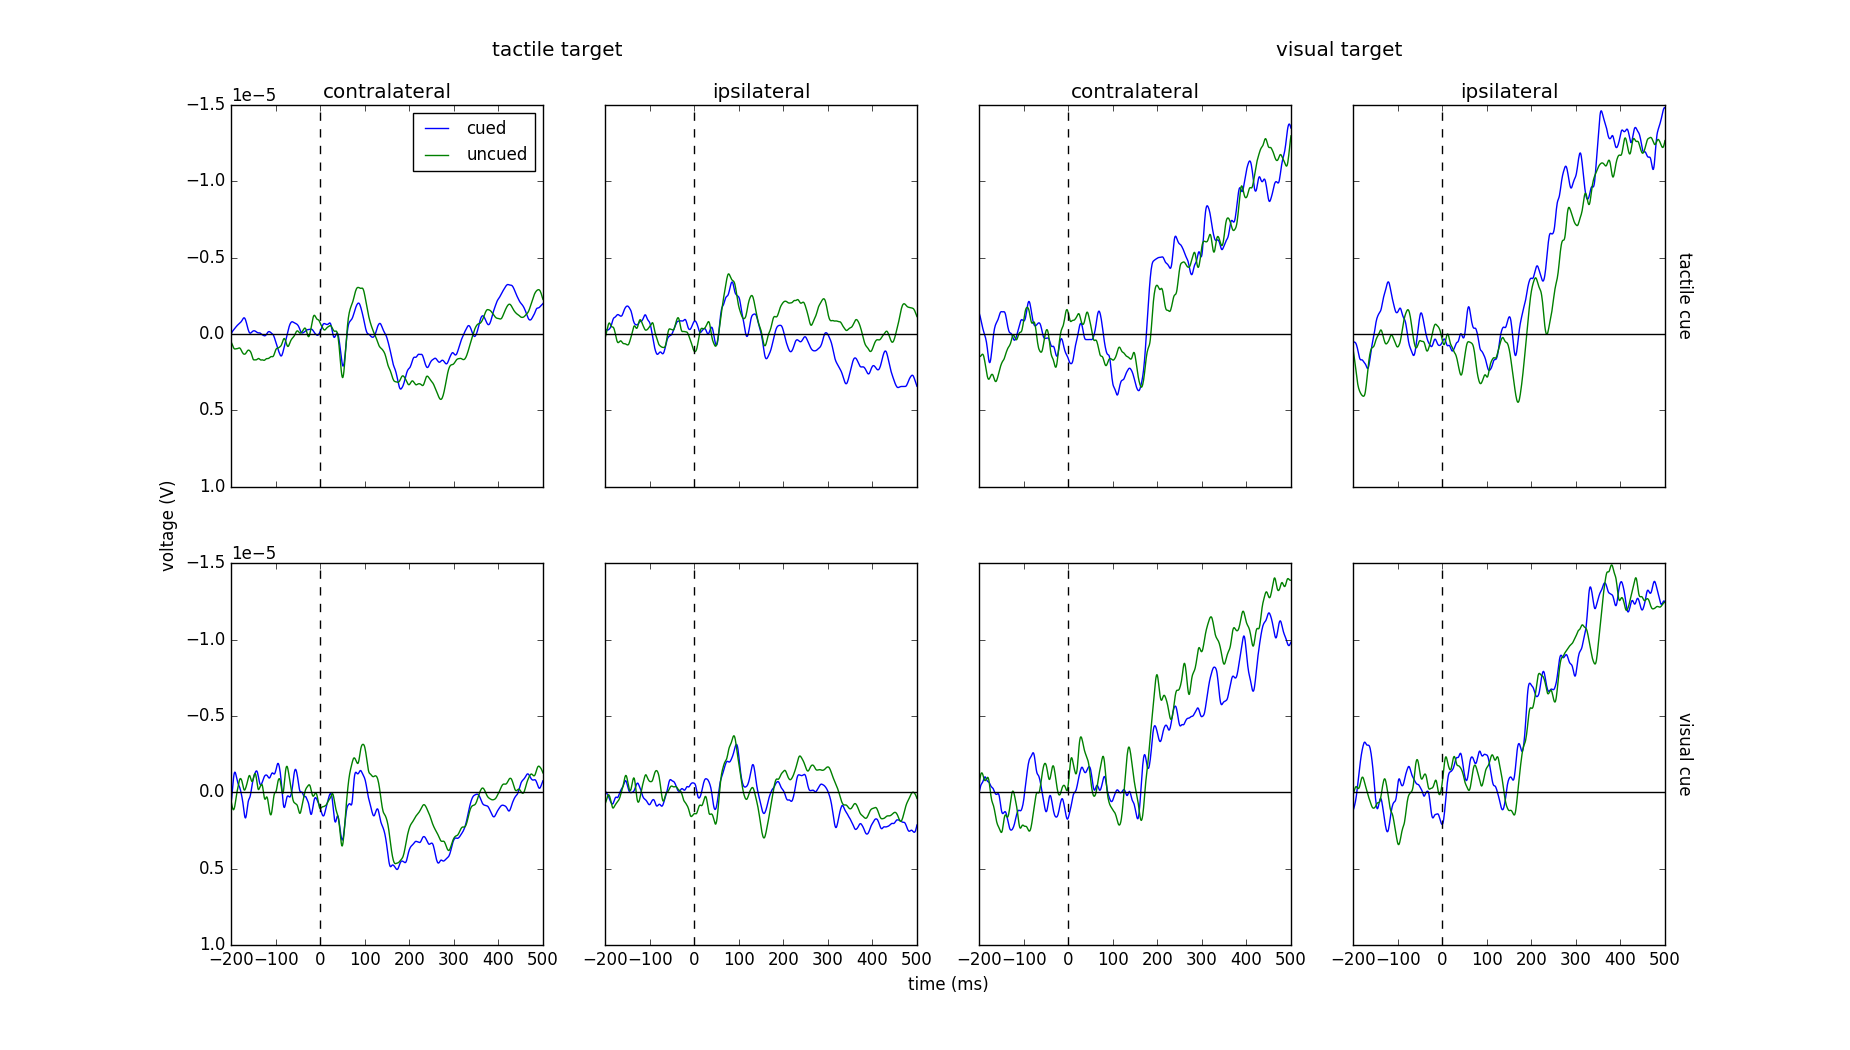 tactile target visual target
contralateral ipsilateral contralateral ipsilateral
1e−5
−1.5
−1.0
−0.5
0.0
0.5
1.0
cued
uncued
tactile cue
voltage (V)
1e−5
−1.5
−1.0
−0.5
0.0
0.5
1.0
visual cue
−200 −100 0 100 200 300 400 500 −200 −100 0 100 200 300 400 500 −200 −100 0 100 200 300 400 500 −200 −100 0 100 200 300 400 500
time (ms)